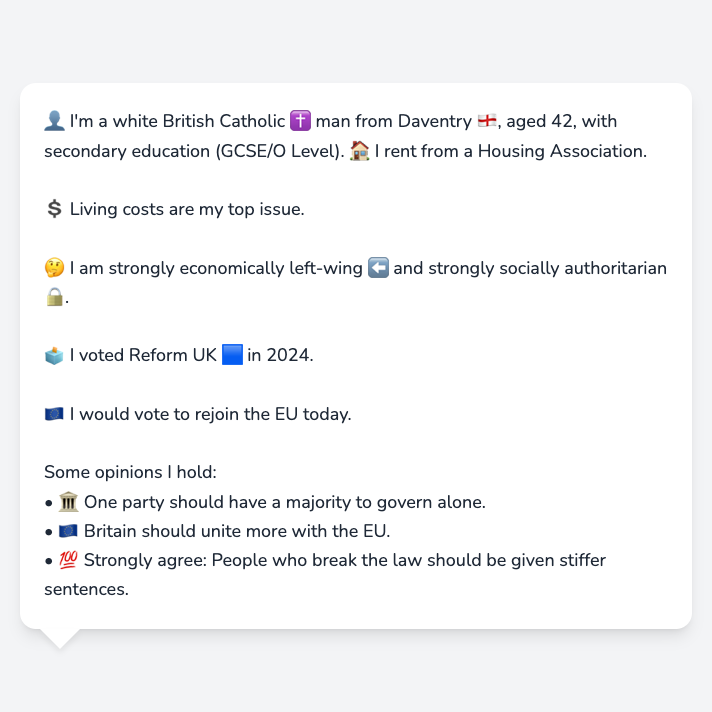 👤 I'm a white British Catholic ✝️ man from Daventry 🏴󠁧󠁢󠁥󠁮󠁧󠁿, aged 42, with
secondary education (GCSE/O Level). 🏠 I rent from a Housing Association.
💲 Living costs are my top issue.
🤔 I am strongly economically left-wing ⬅️ and strongly socially authoritarian
🔒.
🗳️ I voted Reform UK 🟦 in 2024.
🇪🇺 I would vote to rejoin the EU today.
Some opinions I hold:
• 🏛️ One party should have a majority to govern alone.
• 🇪🇺 Britain should unite more with the EU.
• 💯 Strongly agree: People who break the law should be given stiffer
sentences.